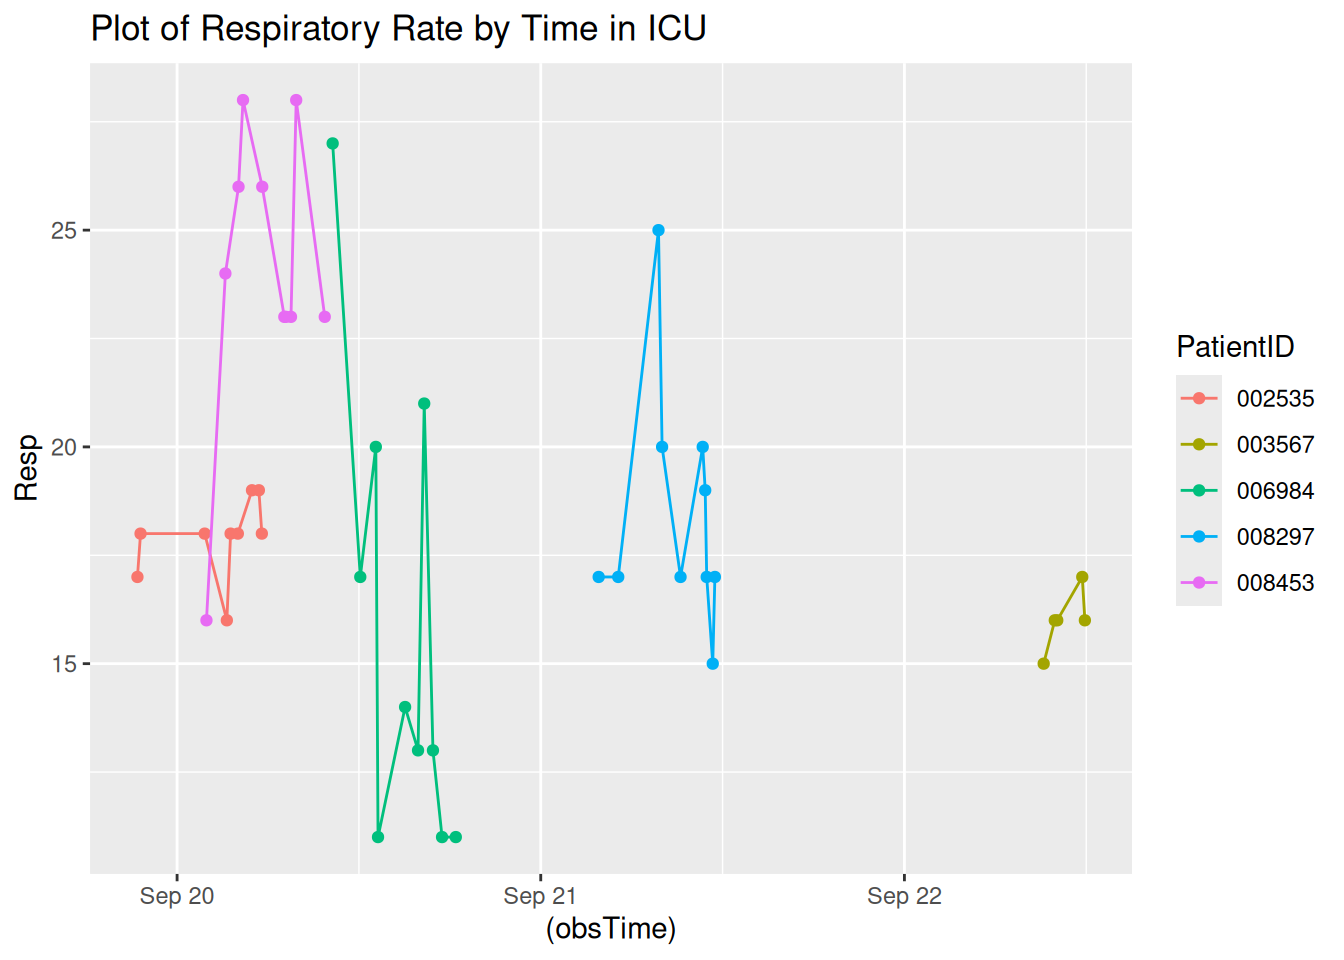 Plot of Respiratory Rate by Time in ICU
25
20
15
Resp
Sep 20
Sep 21
Sep 22
(obsTime)
PatientID
002535
003567
006984
008297
008453